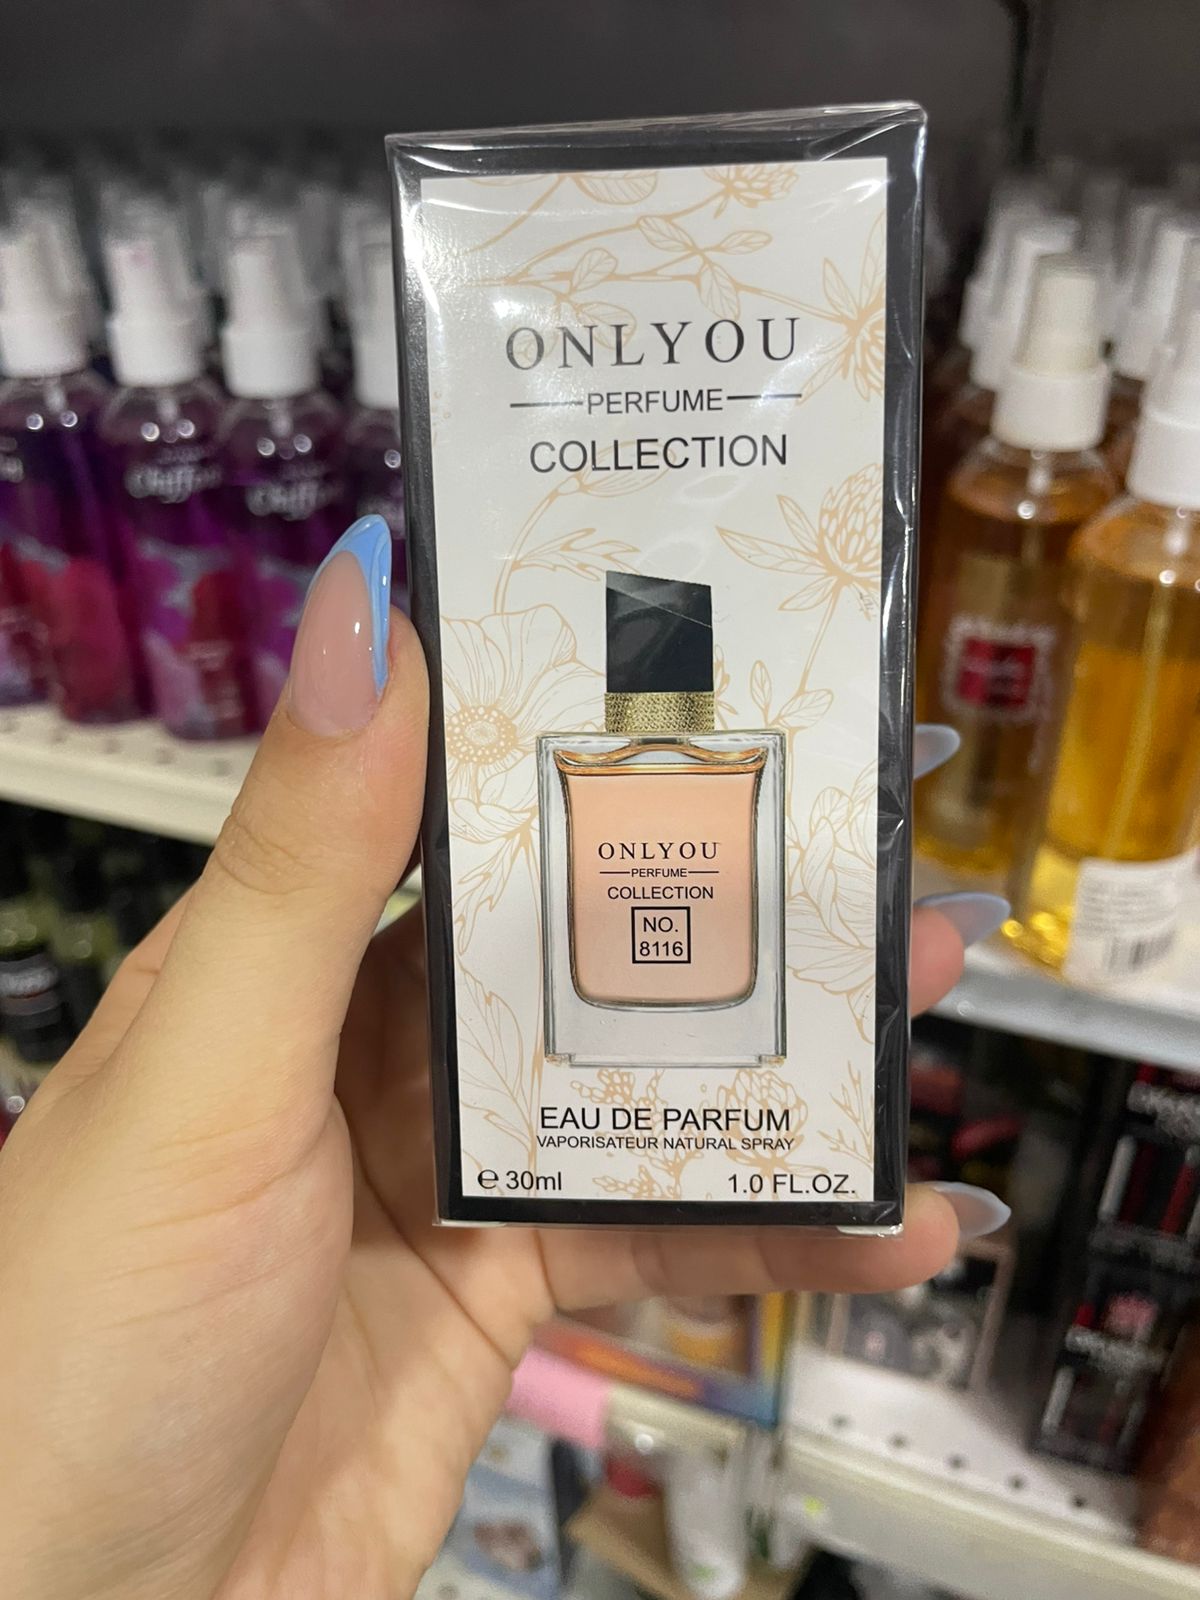 ONLYOU
PERFUME
COLLECTION
ONLYOU
PERFUME
COLLECTION
NO.
8116
EAU DE PARFUM
VAPORISATEUR NATURAL SPRAY
℮ 30ml 1.0 FL.OZ.